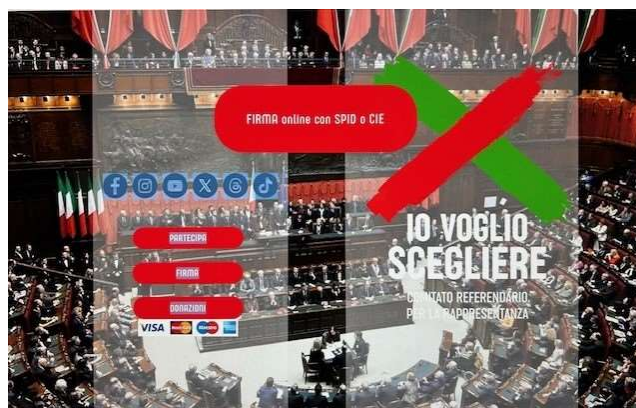 FIRMA online con SPID o CIE
PARTECIPA
FIRMA
DONAZIONI
VISA
IO VOGLIO
SCEGLIERE
COMITATO REFERENDARIO
PER LA RAPPRESENTANZA